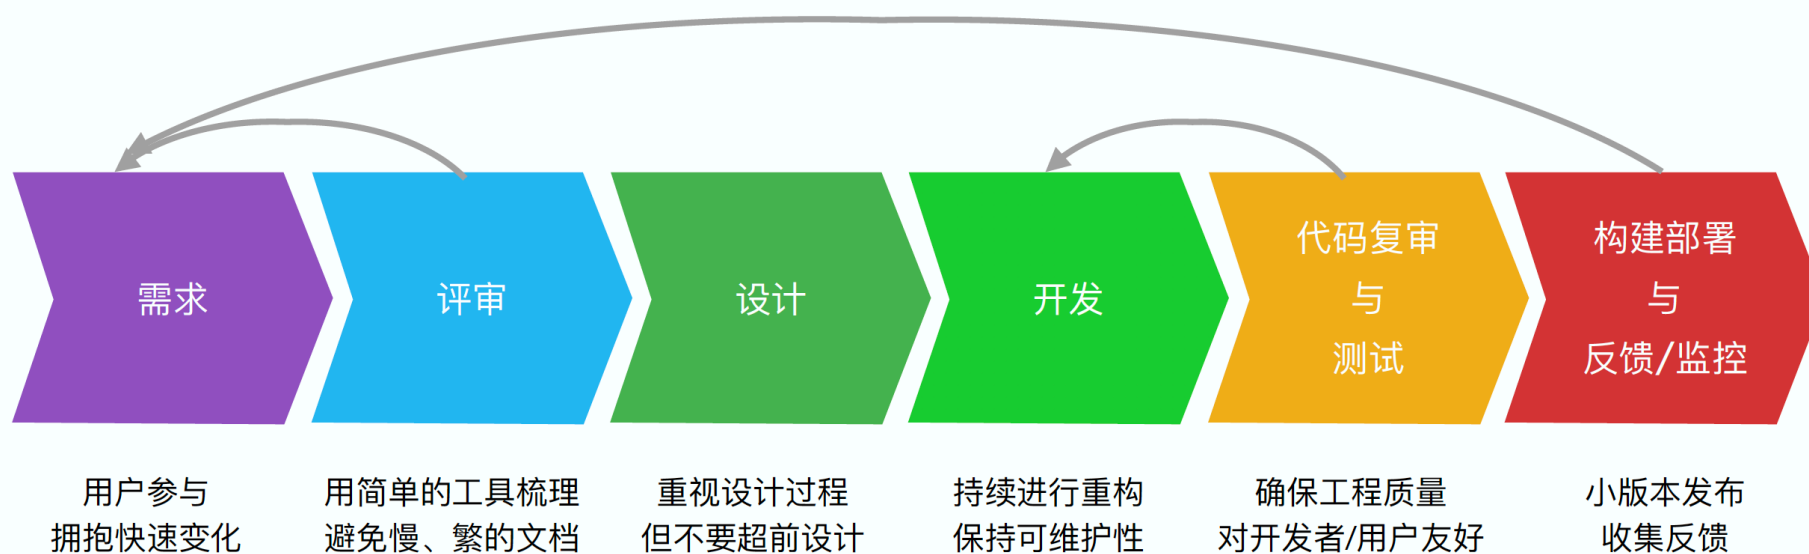 需求
评审
设计
开发
代码复审
与
测试
构建部署
与
反馈/监控
用户参与
拥抱快速变化
用简单的工具梳理
避免慢、繁的文档
重视设计过程
但不要超前设计
持续进行重构
保持可维护性
确保工程质量
对开发者/用户友好
小版本发布
收集反馈